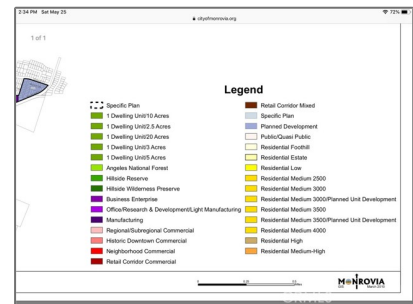 2:34 PM Sat May 25
72%
cityofmonrovia.org
1 of 1
Legend
Specific Plan
1 Dwelling Unit/10 Acres
1 Dwelling Unit/2.5 Acres
1 Dwelling Unit/20 Acres
1 Dwelling Unit/3 Acres
1 Dwelling Unit/5 Acres
Angeles National Forest
Hillside Reserve
Hillside Wilderness Preserve
Business Enterprise
Office/Research & Development/Light Manufacturing
Manufacturing
Regional/Subregional Commercial
Historic Downtown Commercial
Neighborhood Commercial
Retail Corridor Commercial
Retail Corridor Mixed
Specific Plan
Planned Development
Public/Quasi Public
Residential Foothill
Residential Estate
Residential Low
Residential Medium 2500
Residential Medium 3000
Residential Medium 3000/Planned Unit Development
Residential Medium 3500
Residential Medium 3500/Planned Unit Development
Residential Medium 4000
Residential High
Residential Medium-High
MONROVIA